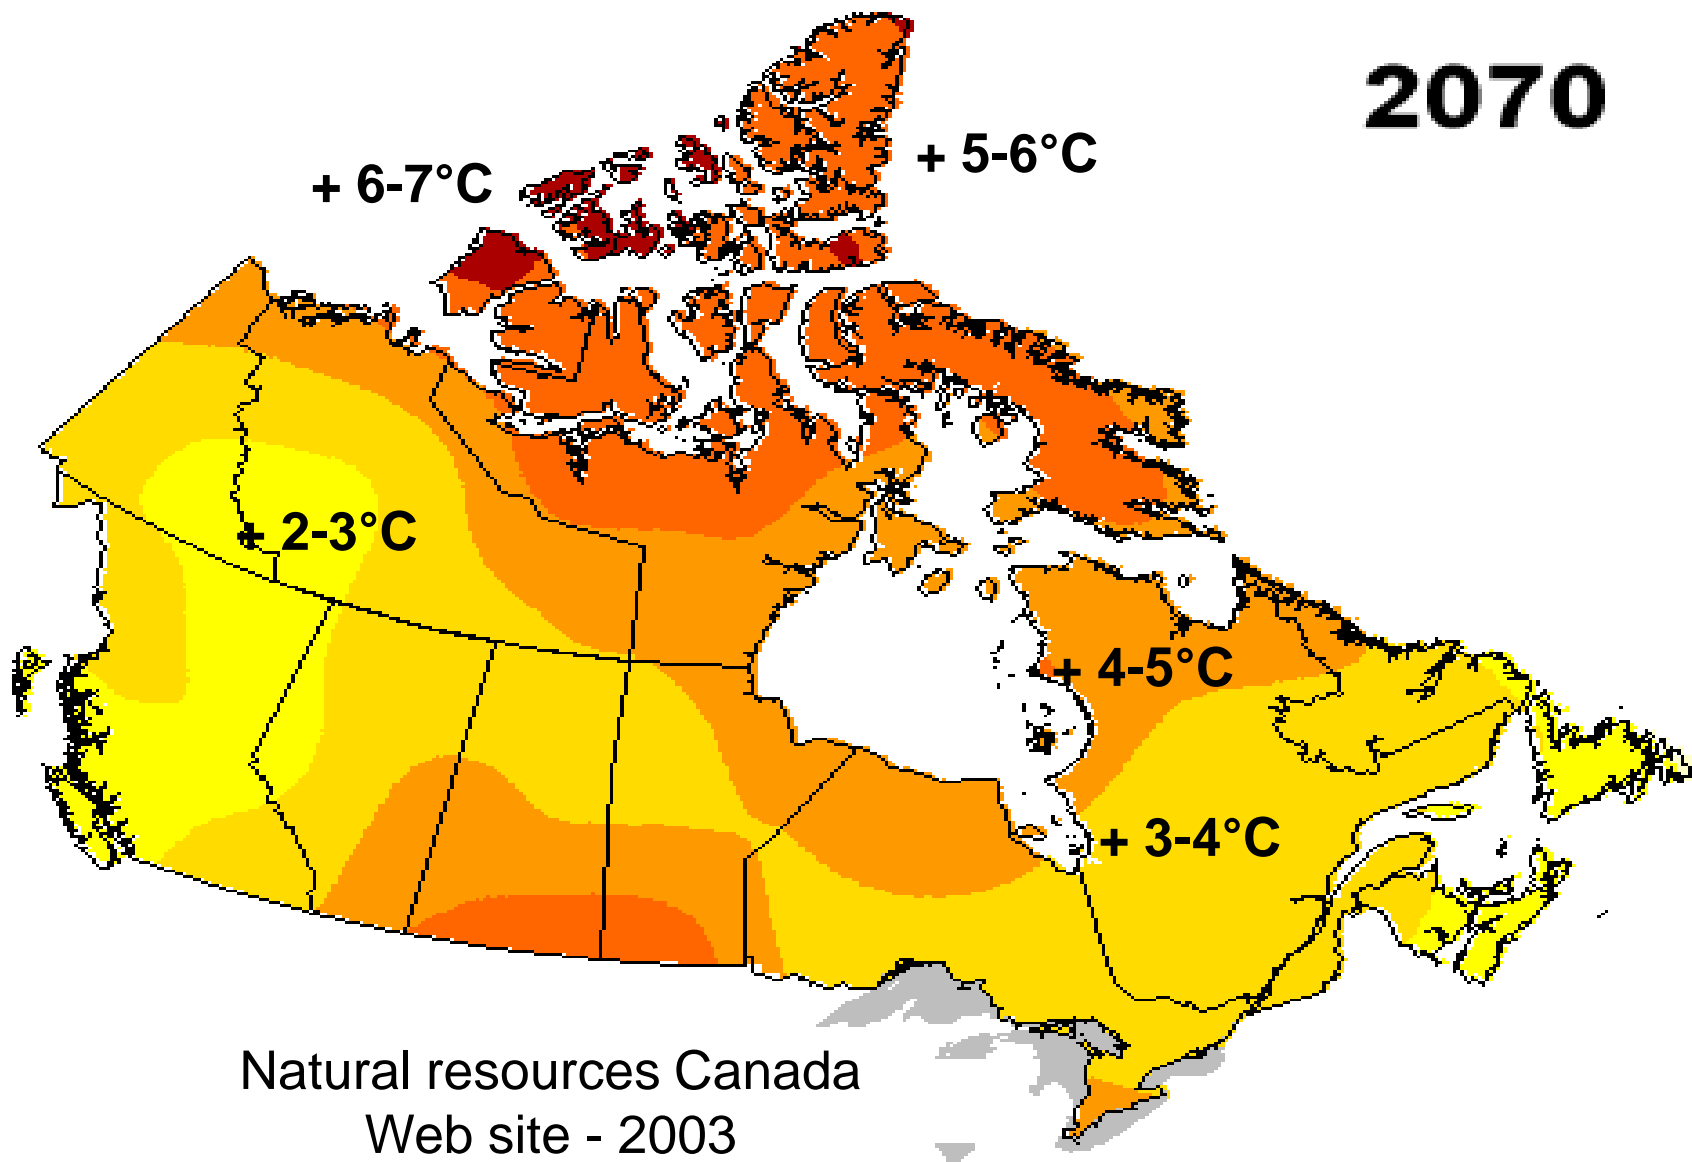 2070
+ 5-6°C
+ 6-7°C
+ 2-3°C
+ 4-5°C
+ 3-4°C
Natural resources Canada
Web site - 2003